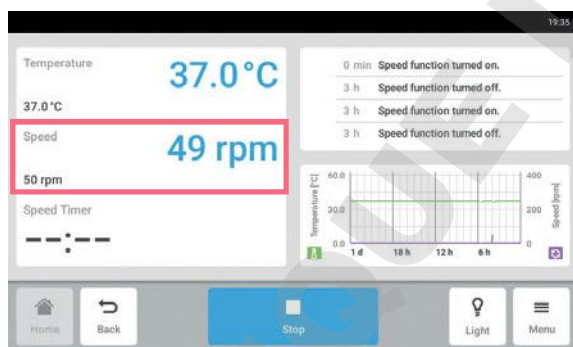 19:35
Temperature
37.0°C
37.0°C
Speed
49 rpm
50 rpm
Speed Timer
--:--
0 min Speed function turned on.
3 h Speed function turned off.
3 h Speed function turned on.
3 h Speed function turned off.
Temperature [°C]
60.0
30.0
0.0
1 d 18 h 12 h 6 h
400
200
0
Speed [rpm]
Home
Back
Stop
Light
Menu